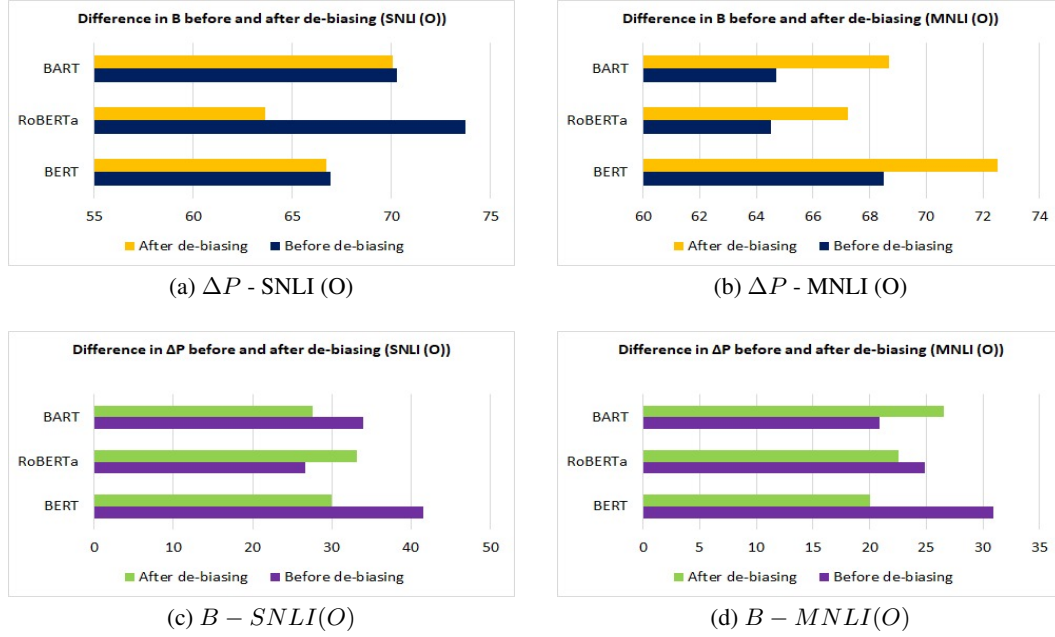 Difference in B before and after de-biasing (SNLI (O))
BART
RoBERTa
BERT
55 60 65 70 75
After de-biasing Before de-biasing
(a) ΔP - SNLI (O)
Difference in B before and after de-biasing (MNLI (O))
BART
RoBERTa
BERT
60 62 64 66 68 70 72 74
After de-biasing Before de-biasing
(b) ΔP - MNLI (O)
Difference in ΔP before and after de-biasing (SNLI (O))
BART
RoBERTa
BERT
0 10 20 30 40 50
After de-biasing Before de-biasing
(c) B − SNLI(O)
Difference in ΔP before and after de-biasing (MNLI (O))
BART
RoBERTa
BERT
0 5 10 15 20 25 30 35
After de-biasing Before de-biasing
(d) B − MNLI(O)